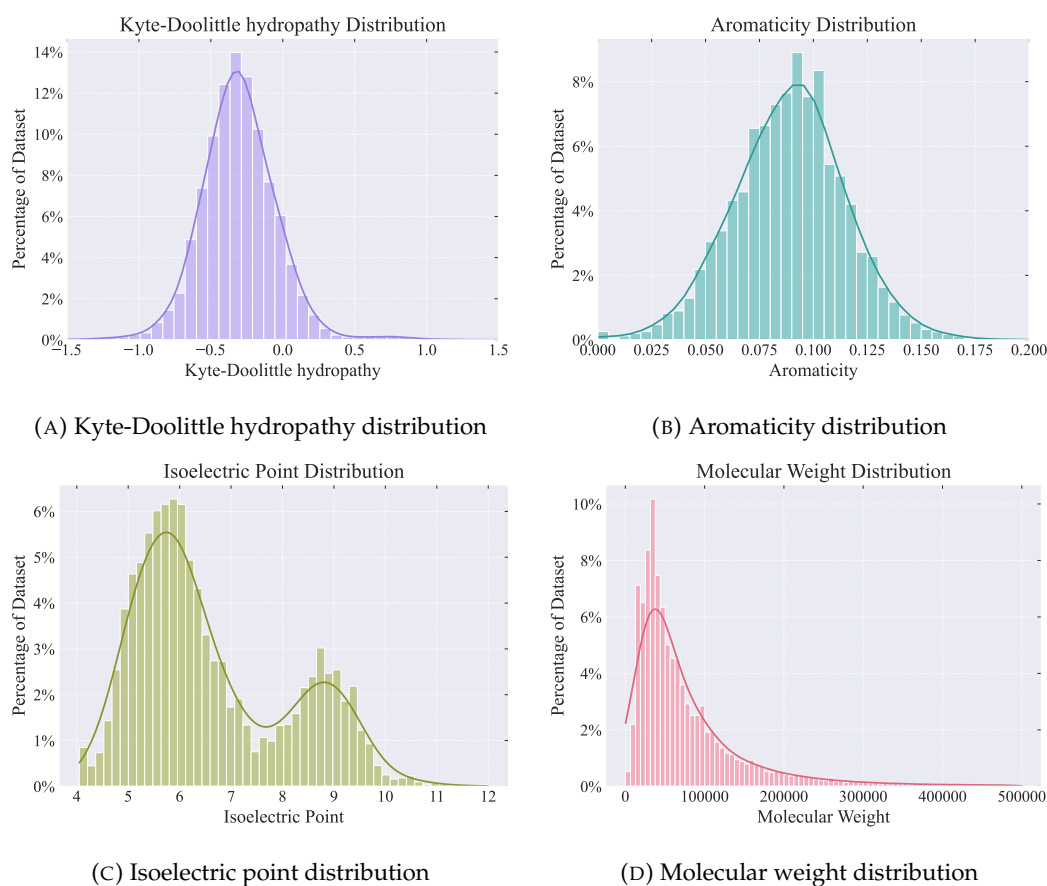 Kyte-Doolittle hydropathy Distribution
14%
12%
10%
8%
6%
4%
2%
0%
Percentage of Dataset
−1.5 −1.0 −0.5 0.0 0.5 1.0 1.5
Kyte-Doolittle hydropathy
(A) Kyte-Doolittle hydropathy distribution
Aromaticity Distribution
8%
6%
4%
2%
0%
Percentage of Dataset
0.000 0.025 0.050 0.075 0.100 0.125 0.150 0.175 0.200
Aromaticity
(B) Aromaticity distribution
Isoelectric Point Distribution
6%
5%
4%
3%
2%
1%
0%
Percentage of Dataset
4 5 6 7 8 9 10 11 12
Isoelectric Point
(C) Isoelectric point distribution
Molecular Weight Distribution
10%
8%
6%
4%
2%
0%
Percentage of Dataset
0 100000 200000 300000 400000 500000
Molecular Weight
(D) Molecular weight distribution